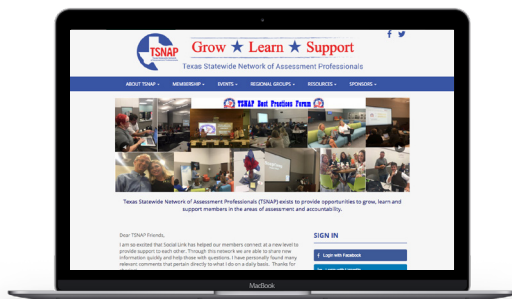 TSNAP
Grow ★ Learn ★ Support
Texas Statewide Network of Assessment Professionals
ABOUT TSNAP
MEMBERSHIP
EVENTS
REGIONAL GROUPS
RESOURCES
SPONSORS
TSNAP Best Practices Forum
Texas Statewide Network of Assessment Professionals (TSNAP) exists to provide opportunities to grow, learn and
support members in the areas of assessment and accountability.
Dear TSNAP Friends,
I am so excited that Social Link has helped our members connect at a new level to
provide support to each other. Through this network we are able to share new
information quickly and help those with questions. I have personally found many
relevant comments that pertain directly to what I do on a daily basis. Thanks for
SIGN IN
Login with Facebook
MacBook